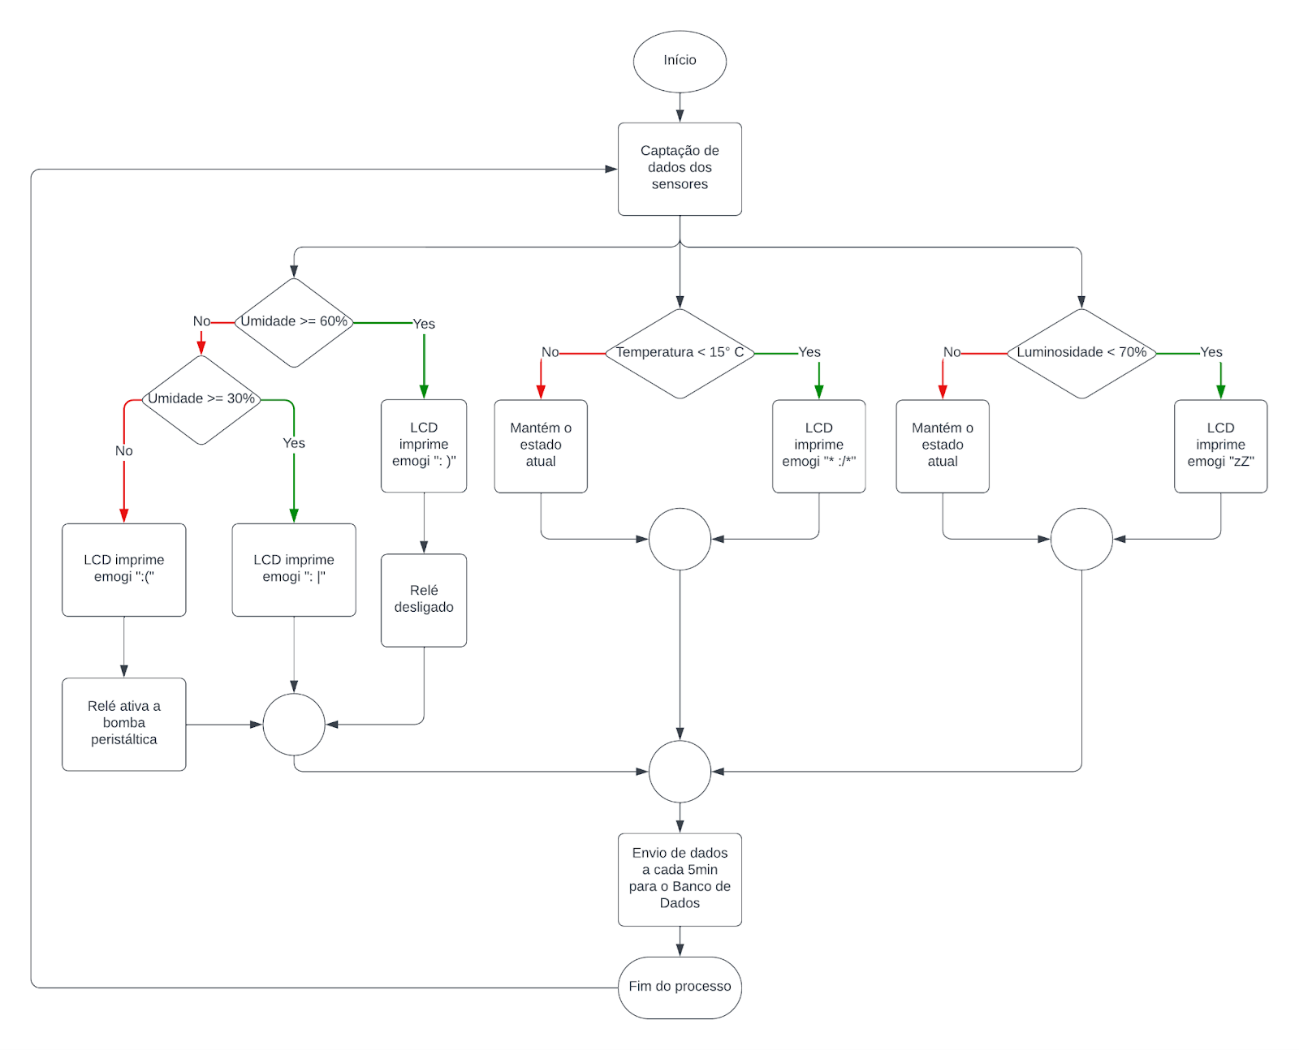 Início
Captação de
dados dos
sensores
Umidade >= 60%
No
Yes
Umidade >= 30%
No
Yes
LCD
imprime
emogi ": )"
LCD imprime
emogi ":("
LCD imprime
emogi ": |"
Relé
desligado
Relé ativa a
bomba
peristáltica
Temperatura < 15° C
No
Yes
Mantém o
estado
atual
LCD
imprime
emogi "* :/*"
Luminosidade < 70%
No
Yes
Mantém o
estado
atual
LCD
imprime
emogi "zZ"
Envio de dados
a cada 5min
para o Banco de
Dados
Fim do processo